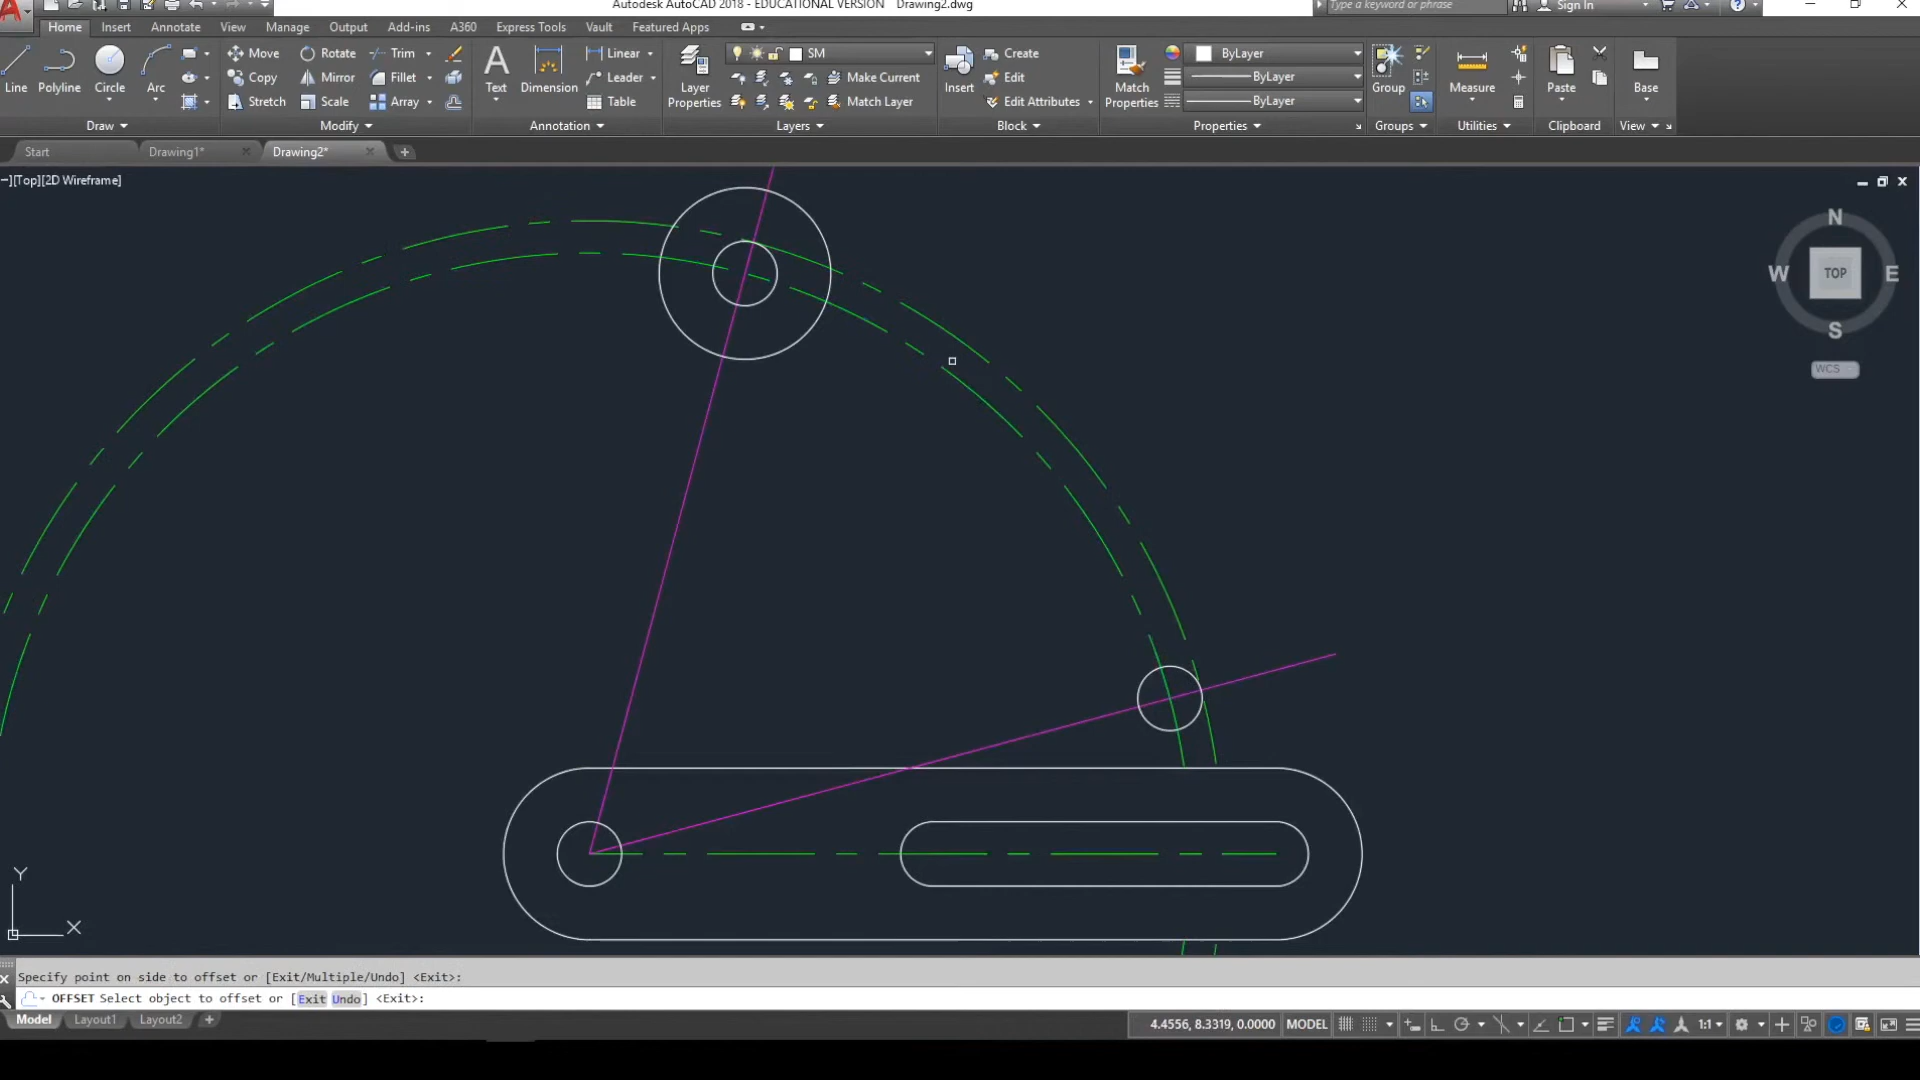 Autodesk AutoCAD 2018 - EDUCATIONAL VERSION Drawing2.dwg
Type a keyword or phrase
Sign In
Home Insert Annotate View Manage Output Add-ins A360 Express Tools Vault Featured Apps
Move Rotate Trim Linear SM Create ByLayer
Line Polyline Circle Arc Copy Mirror Fillet Text Dimension Leader Layer Properties Make Current Insert Edit Match Properties ByLayer Group Measure Paste Base
Stretch Scale Array Table Match Layer Edit Attributes ByLayer
Draw Modify Annotation Layers Block Properties Groups Utilities Clipboard View
Start Drawing1* Drawing2*
[Top][2D Wireframe]
N
W TOP E
S
WCS
Y
X
Specify point on side to offset or [Exit/Multiple/Undo] <Exit>:
OFFSET Select object to offset or [Exit Undo] <Exit>:
Model Layout1 Layout2
4.4556, 8.3319, 0.0000 MODEL 1:1